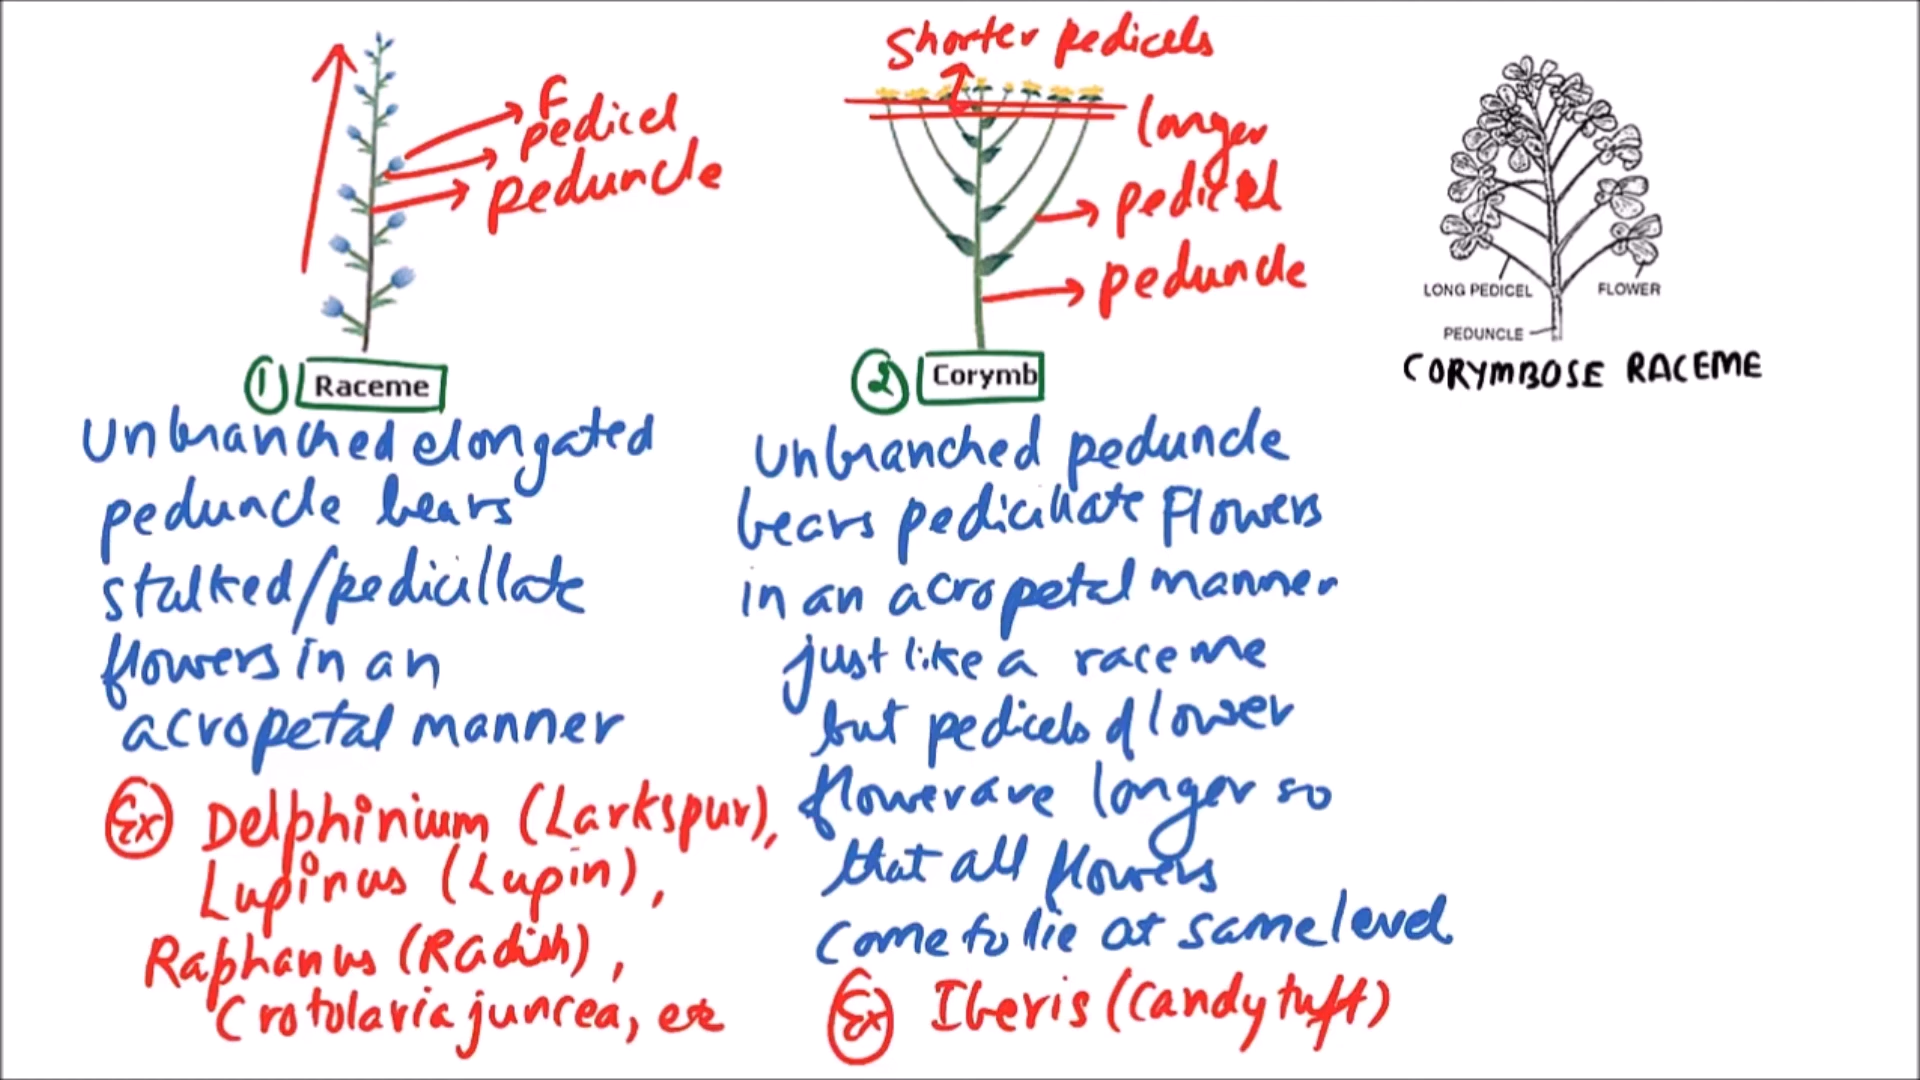 F
pedicel
peduncle
① Raceme
Unbranched elongated
peduncle bears
stalked/pedicillate
flowers in an
acropetal manner
Ex Delphinium (Larkspur),
Lupinus (Lupin),
Raphanus (Radish),
Crotolaria juncea, etc
Shorter pedicels
longer
pedicel
peduncle
② Corymb
Unbranched peduncle
bears pedicillate Flowers
in an acropetal manner
just like a raceme
but pedicels of lower
flower are longer so
that all flowers
come to lie at same level
Ex Iberis (Candytuft)
LONG PEDICEL
FLOWER
PEDUNCLE
CORYMBOSE RACEME